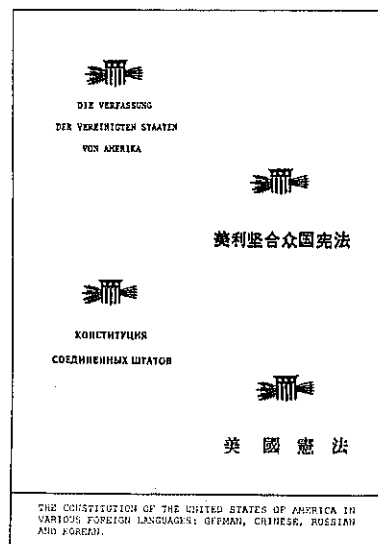 DIE VERFASSUNG
DER VEREINIGTEN STAATEN
VON AMERIKA
美利坚合众国宪法
КОНСТИТУЦИЯ
СОЕДИНЕННЫХ ШТАТОВ
美 國 憲 法
THE CONSTITUTION OF THE UNITED STATES OF AMERICA IN
VARIOUS FOREIGN LANGUAGES; GERMAN, CHINESE, RUSSIAN
AND KOREAN.